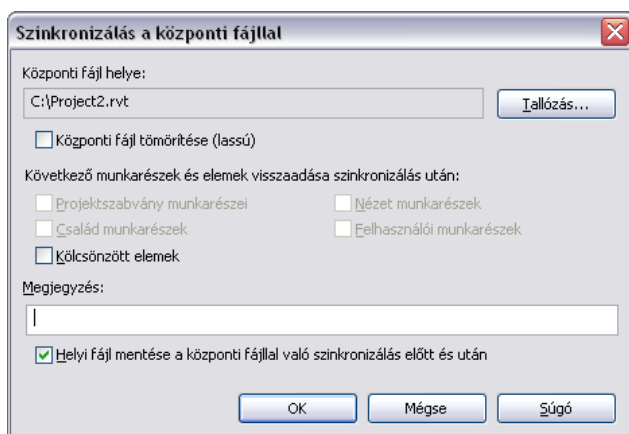 Szinkronizálás a központi fájllal
Központi fájl helye:
C:\Project2.rvt
Tallózás...
Központi fájl tömörítése (lassú)
Következő munkarészek és elemek visszaadása szinkronizálás után:
Projektszabvány munkarészei
Nézet munkarészek
Család munkarészek
Felhasználói munkarészek
Kölcsönzött elemek
Megjegyzés:
Helyi fájl mentése a központi fájllal való szinkronizálás előtt és után
OK
Mégse
Súgó